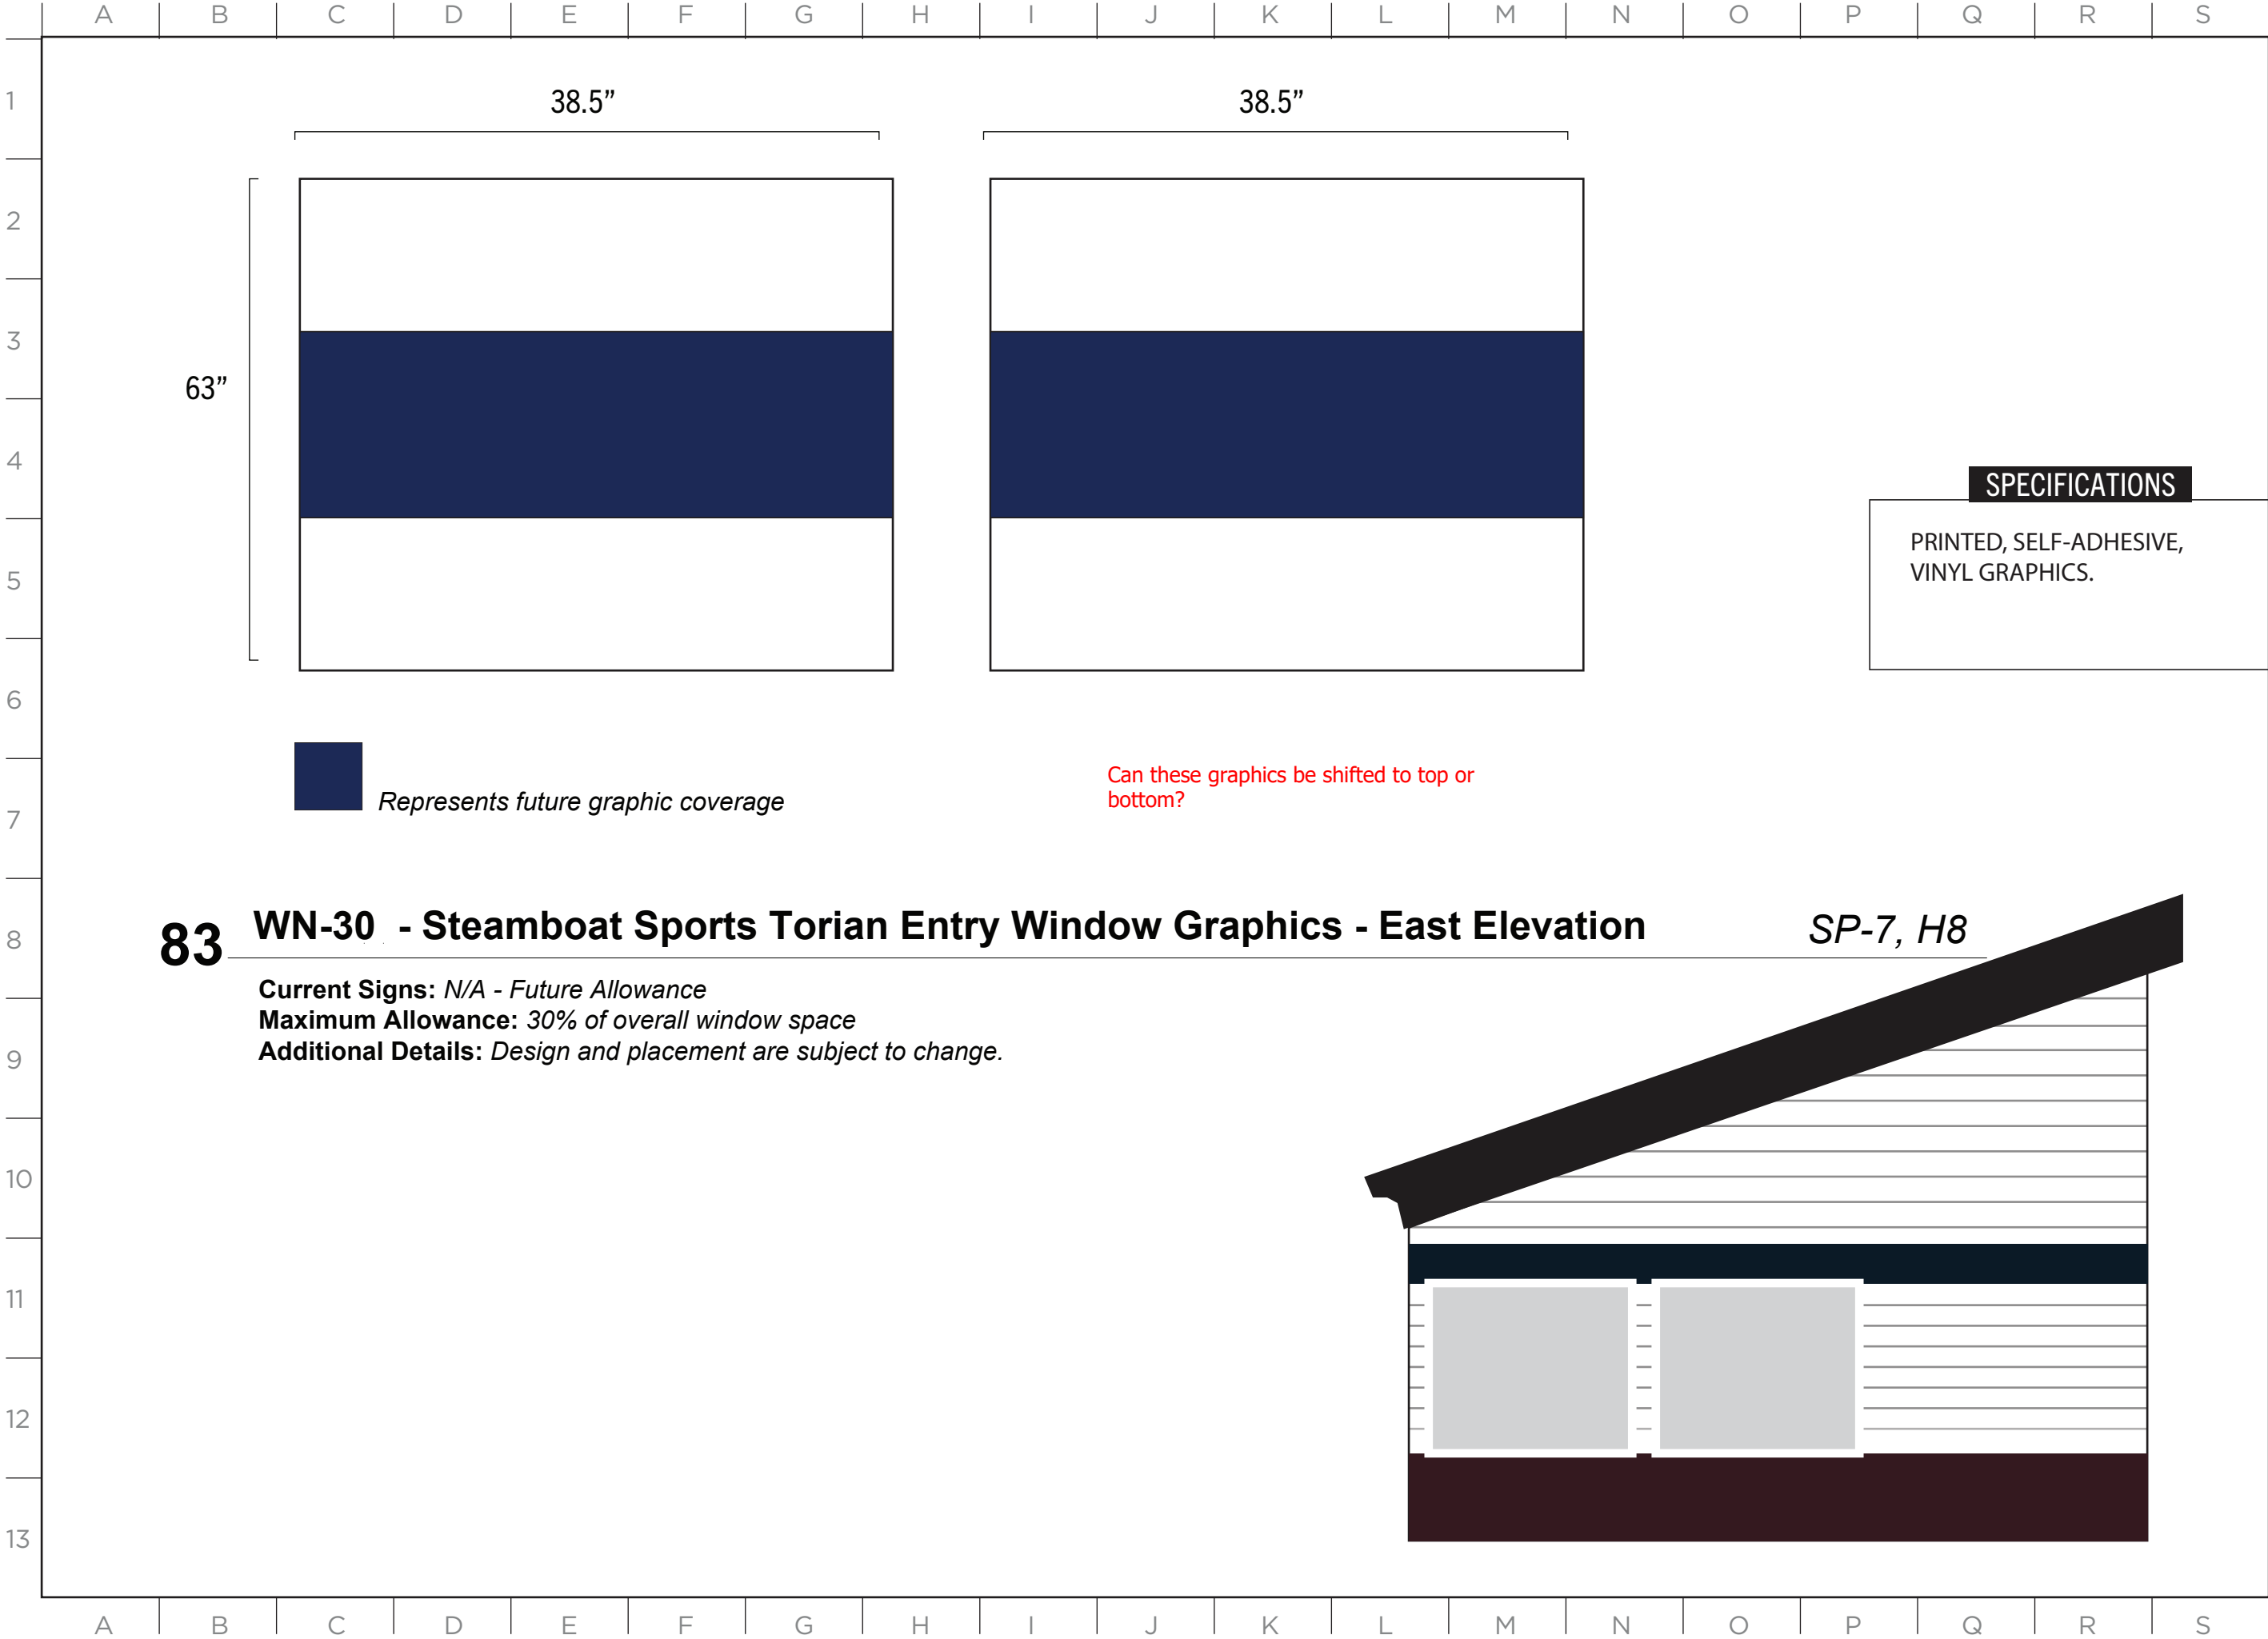 A B C D E F G H I J K L M N O P Q R S
1
2
3
4
5
6
7
8
9
10
11
12
13
38.5” 38.5”
63”
SPECIFICATIONS
PRINTED, SELF-ADHESIVE,
VINYL GRAPHICS.
Represents future graphic coverage
Can these graphics be shifted to top or
bottom?
83 WN-30 - Steamboat Sports Torian Entry Window Graphics - East Elevation SP-7, H8
Current Signs: N/A - Future Allowance
Maximum Allowance: 30% of overall window space
Additional Details: Design and placement are subject to change.
A B C D E F G H I J K L M N O P Q R S